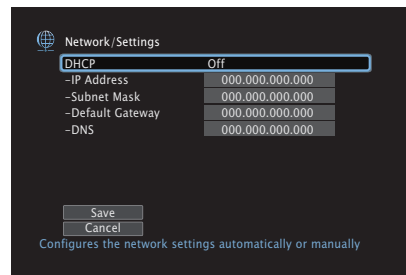 Network/Settings
DHCP Off
-IP Address 000.000.000.000
-Subnet Mask 000.000.000.000
-Default Gateway 000.000.000.000
-DNS 000.000.000.000
Save
Cancel
Configures the network settings automatically or manually